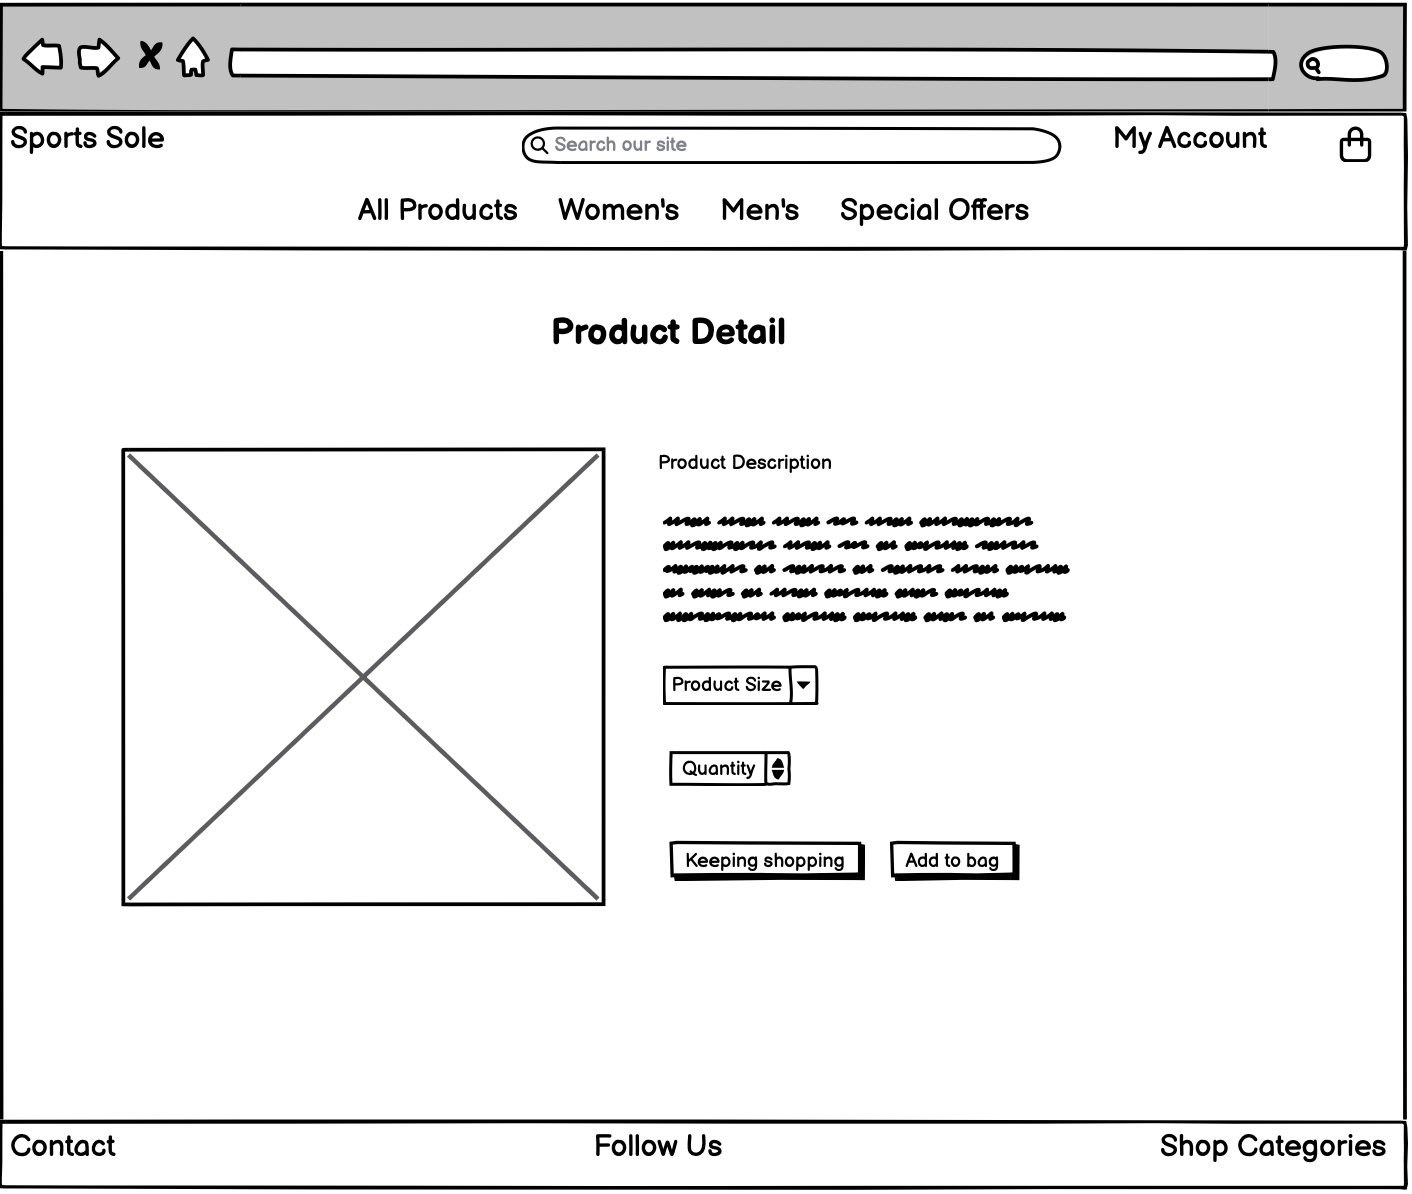 Sports Sole
Search our site
My Account
All Products Women's Men's Special Offers
Product Detail
Product Description
Product Size
Quantity
Keeping shopping
Add to bag
Contact
Follow Us
Shop Categories